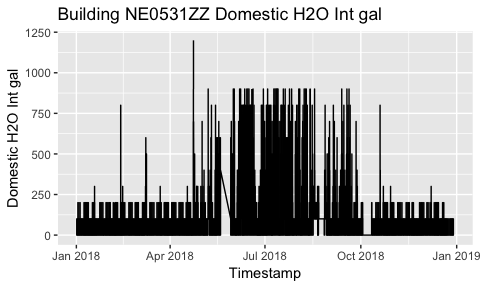 Building NE0531ZZ Domestic H2O Int gal
1250
1000
750
500
250
0
Domestic H2O Int gal
Jan 2018
Apr 2018
Jul 2018
Oct 2018
Jan 2019
Timestamp